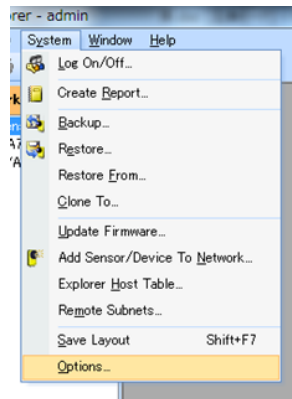 rer - admin
System Window Help
Log On/Off...
Create Report...
Backup...
Restore...
Restore From...
Clone To...
Update Firmware...
Add Sensor/Device To Network...
Explorer Host Table...
Remote Subnets...
Save Layout Shift+F7
Options...